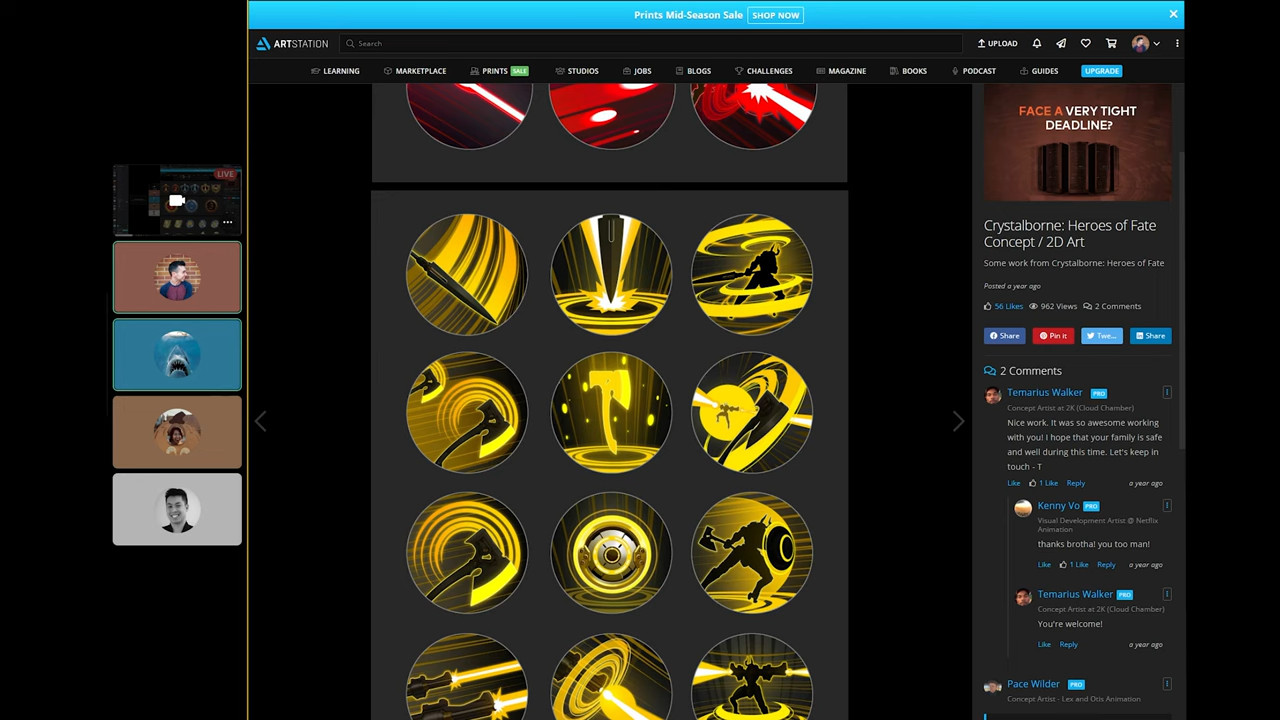 Prints Mid-Season Sale SHOP NOW
ARTSTATION Search UPLOAD
LEARNING MARKETPLACE PRINTS SALE STUDIOS JOBS BLOGS CHALLENGES MAGAZINE BOOKS PODCAST GUIDES UPGRADE
LIVE
FACE A VERY TIGHT
DEADLINE?
Crystalborne: Heroes of Fate
Concept / 2D Art
Some work from Crystalborne: Heroes of Fate
Posted a year ago
56 Likes 962 Views 2 Comments
Share Pin it Twe... Share
2 Comments
Temarius Walker PRO
Concept Artist at 2K (Cloud Chamber)
Nice work. It was so awesome working
with you! I hope that your family is safe
and well during this time. Let's keep in
touch - T
Like 1 Like Reply a year ago
Kenny Vo PRO
Visual Development Artist @ Netflix
Animation
thanks brotha! you too man!
Like 1 Like Reply a year ago
Temarius Walker PRO
Concept Artist at 2K (Cloud Chamber)
You're welcome!
Like Reply a year ago
Pace Wilder PRO
Concept Artist - Lex and Otis Animation